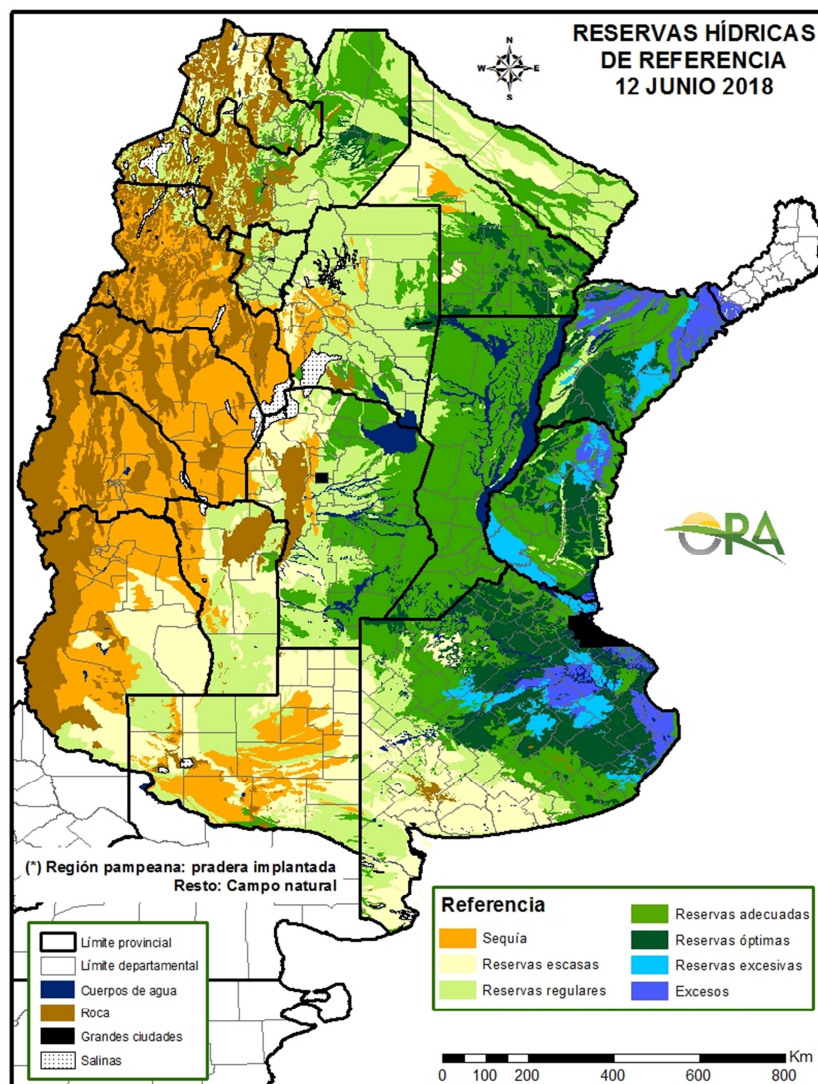 RESERVAS HÍDRICAS
DE REFERENCIA
12 JUNIO 2018
N
W
E
S
ORA
(*) Región pampeana: pradera implantada
Resto: Campo natural
Límite provincial
Límite departamental
Cuerpos de agua
Roca
Grandes ciudades
Salinas
Referencia
Sequía
Reservas escasas
Reservas regulares
Reservas adecuadas
Reservas óptimas
Reservas excesivas
Excesos
Km
0 100 200 400 600 800